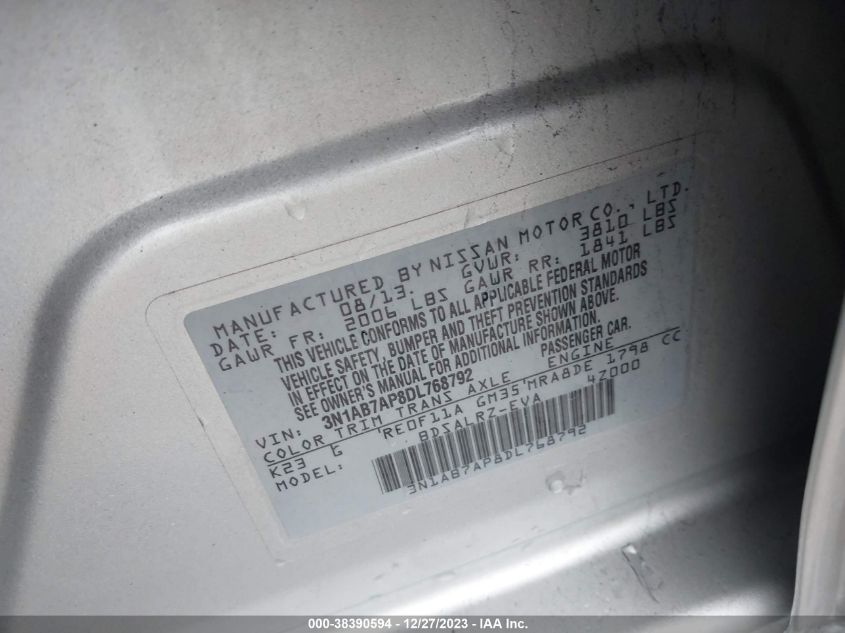 MANUFACTURED BY NISSAN MOTOR CO., LTD.
DATE: 08/13. GVWR: 3810 LBS
GAWR FR: 2006 LBS GAWR RR: 1841 LBS
THIS VEHICLE CONFORMS TO ALL APPLICABLE FEDERAL MOTOR
VEHICLE SAFETY, BUMPER AND THEFT PREVENTION STANDARDS
IN EFFECT ON THE DATE OF MANUFACTURE SHOWN ABOVE.
SEE OWNER'S MANUAL FOR ADDITIONAL INFORMATION.
VIN: 3N1AB7AP8DL768792 PASSENGER CAR.
COLOR TRIM TRANS AXLE ENGINE
K23 G RE0F11A GM35 MRA8DE 1798 CC
MODEL: BDSALRZ-EVA 4Z000
3N1AB7AP8DL768792
000-38390594 - 12/27/2023 - IAA Inc.